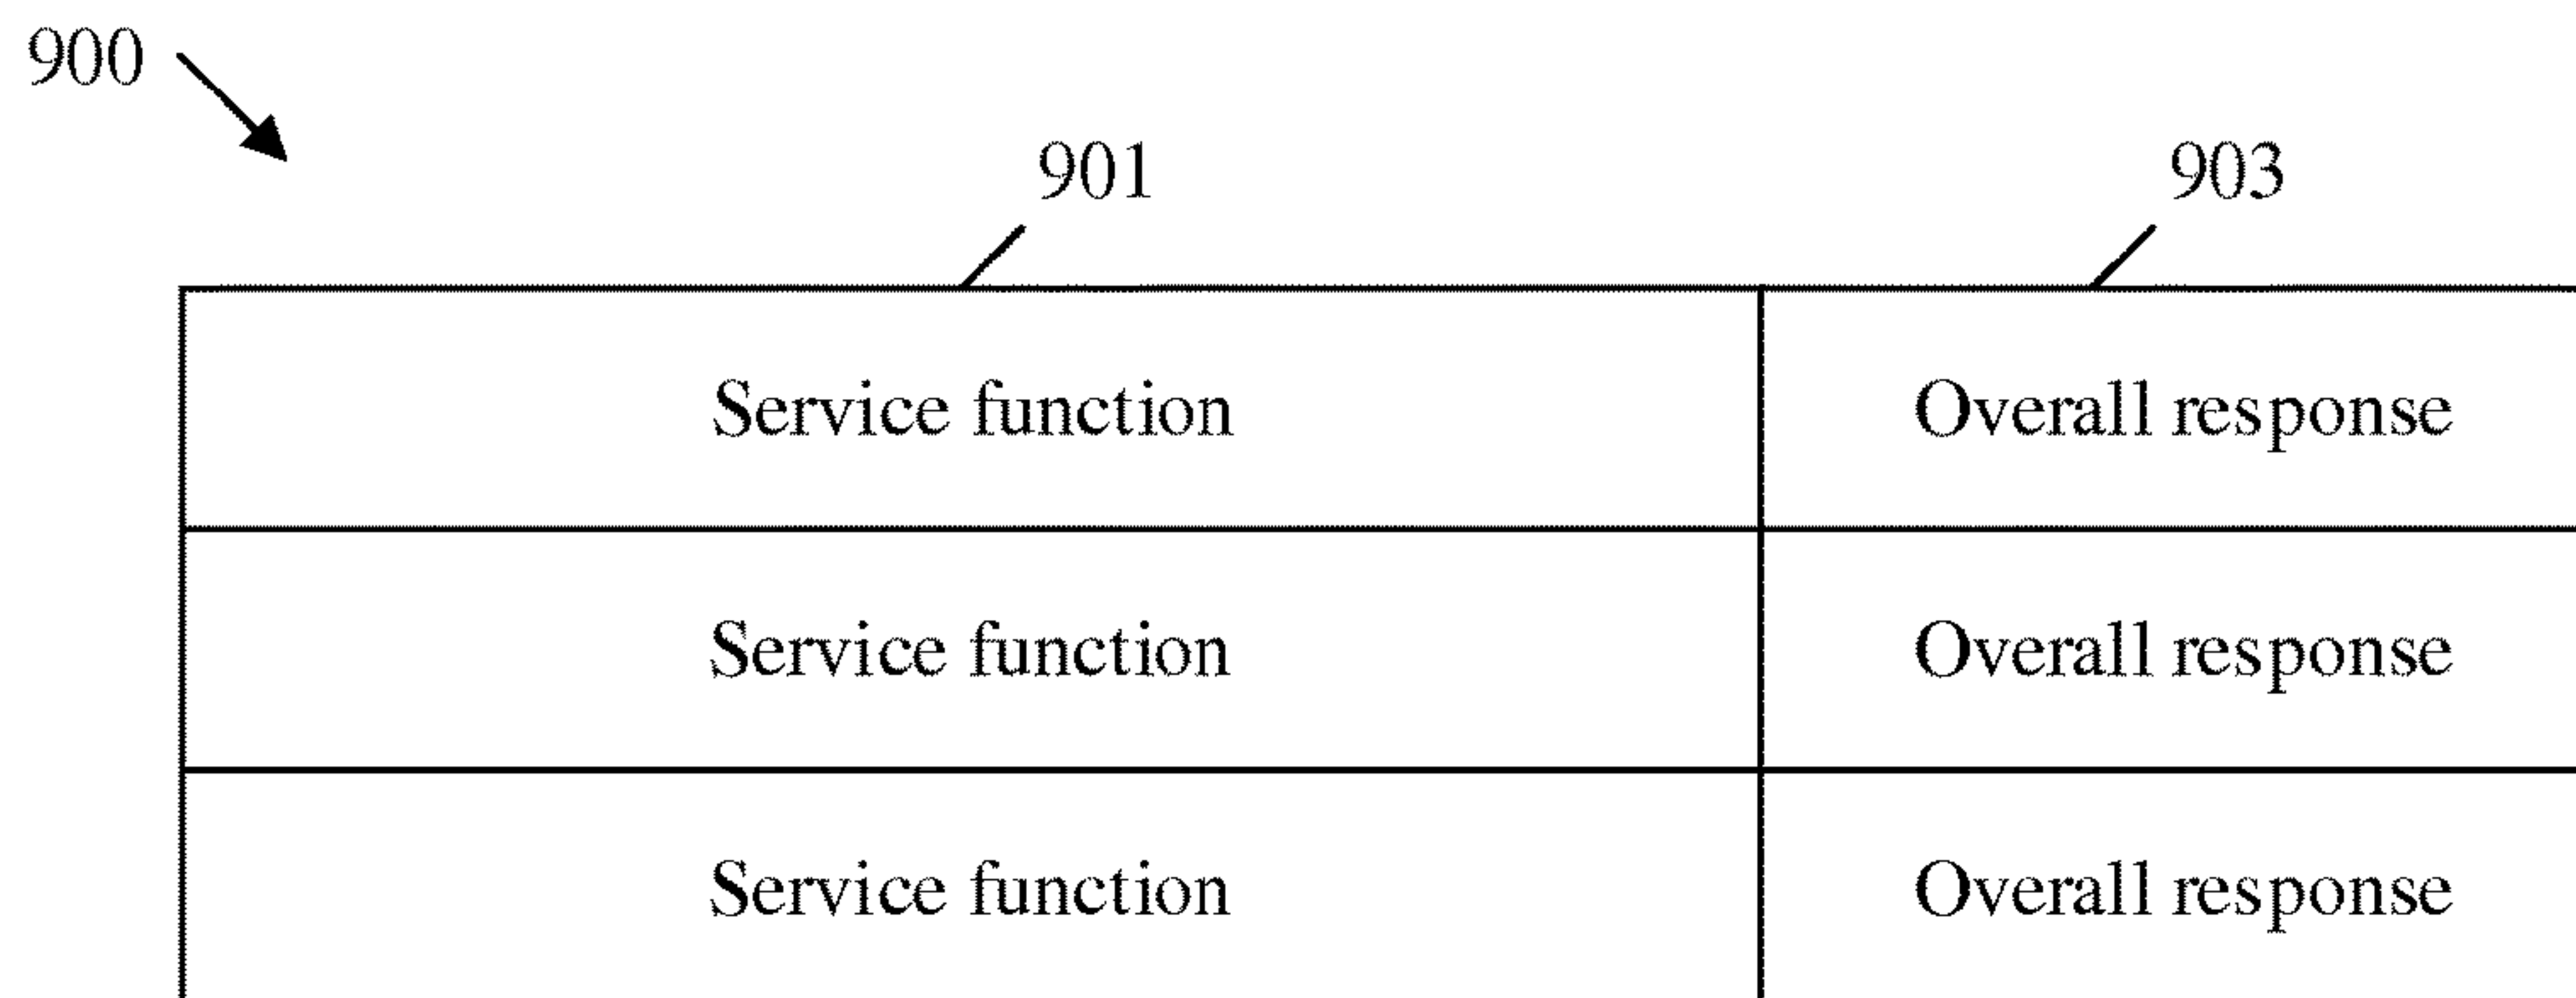 900
901 903
Service function Overall response
Service function Overall response
Service function Overall response